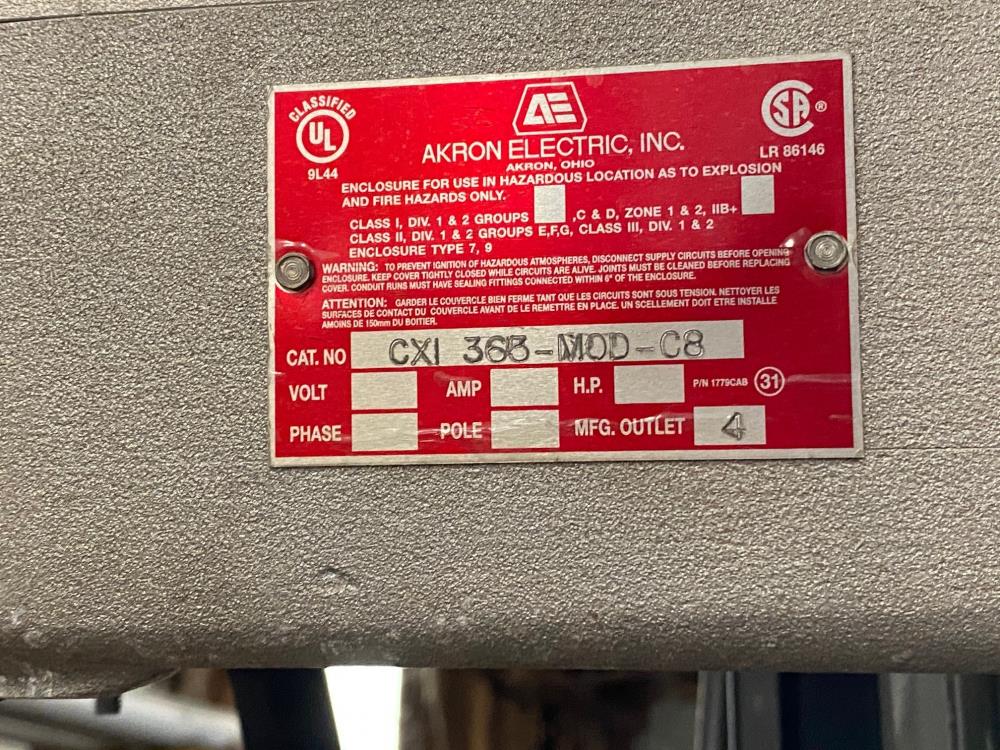 CLASSIFIED
UL
9L44
AE
SA ®
LR 86146
AKRON ELECTRIC, INC.
AKRON, OHIO
ENCLOSURE FOR USE IN HAZARDOUS LOCATION AS TO EXPLOSION
AND FIRE HAZARDS ONLY.
CLASS I, DIV. 1 & 2 GROUPS ,C & D, ZONE 1 & 2, IIB+
CLASS II, DIV. 1 & 2 GROUPS E,F,G, CLASS III, DIV. 1 & 2
ENCLOSURE TYPE 7, 9
WARNING: TO PREVENT IGNITION OF HAZARDOUS ATMOSPHERES, DISCONNECT SUPPLY CIRCUITS BEFORE OPENING
ENCLOSURE. KEEP COVER TIGHTLY CLOSED WHILE CIRCUITS ARE ALIVE. JOINTS MUST BE CLEANED BEFORE REPLACING
COVER. CONDUIT RUNS MUST HAVE SEALING FITTINGS CONNECTED WITHIN 6" OF THE ENCLOSURE.
ATTENTION: GARDER LE COUVERCLE BIEN FERME TANT QUE LES CIRCUITS SONT SOUS TENSION. NETTOYER LES
SURFACES DE CONTACT DU COUVERCLE AVANT DE LE REMETTRE EN PLACE. UN SCELLEMENT DOIT ETRE INSTALLE
AMOINS DE 150mm DU BOITIER.
CAT. NO CXI -MOD-C8
VOLT AMP H.P. P/N 1779CAB 31
PHASE POLE MFG. OUTLET 4